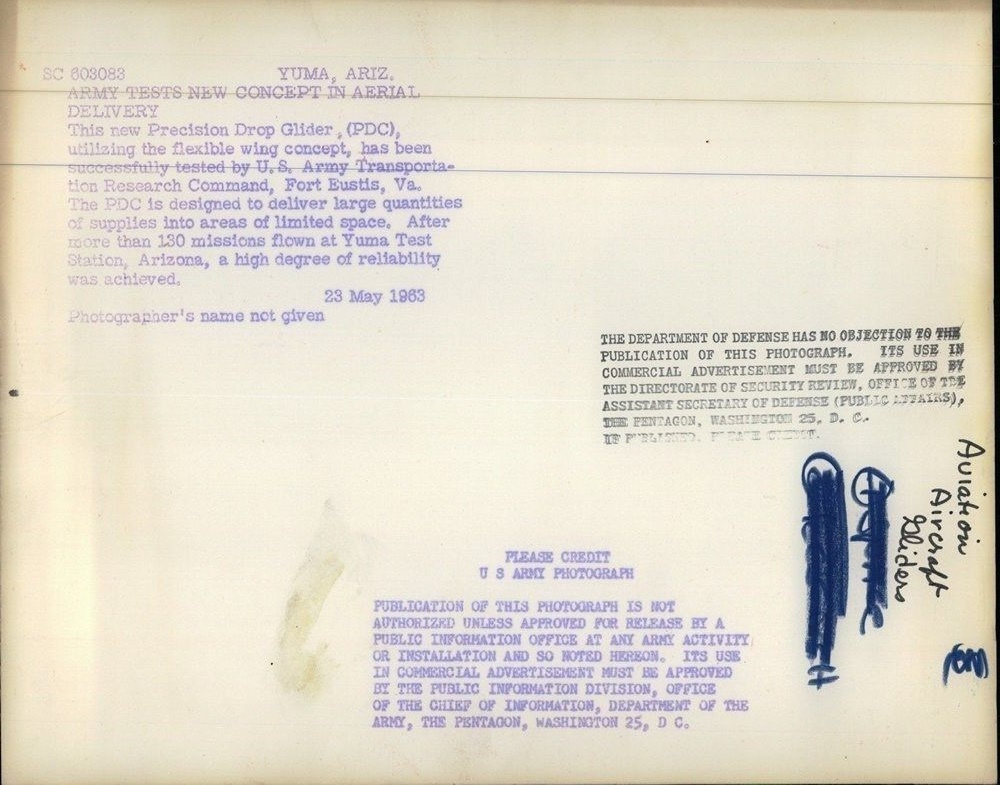 SC 603083 YUMA, ARIZ.
ARMY TESTS NEW CONCEPT IN AERIAL
DELIVERY
This new Precision Drop Glider, (PDC),
utilizing the flexible wing concept, has been
successfully tested by U.S. Army Transporta-
tion Research Command, Fort Eustis, Va.
The PDC is designed to deliver large quantities
of supplies into areas of limited space. After
more than 130 missions flown at Yuma Test
Station, Arizona, a high degree of reliability
was achieved.
23 May 1963
Photographer's name not given
THE DEPARTMENT OF DEFENSE HAS NO OBJECTION TO THE
PUBLICATION OF THIS PHOTOGRAPH. ITS USE IN
COMMERCIAL ADVERTISEMENT MUST BE APPROVED BY
THE DIRECTORATE OF SECURITY REVIEW, OFFICE OF THE
ASSISTANT SECRETARY OF DEFENSE (PUBLIC AFFAIRS),
THE PENTAGON, WASHINGTON 25, D. C.
IF PUBLISHED. PLEASE CREDIT.
Aviation
Aircraft
Gliders
PLEASE CREDIT
U S ARMY PHOTOGRAPH
PUBLICATION OF THIS PHOTOGRAPH IS NOT
AUTHORIZED UNLESS APPROVED FOR RELEASE BY A
PUBLIC INFORMATION OFFICE AT ANY ARMY ACTIVITY
OR INSTALLATION AND SO NOTED HEREON. ITS USE
IN COMMERCIAL ADVERTISEMENT MUST BE APPROVED
BY THE PUBLIC INFORMATION DIVISION, OFFICE
OF THE CHIEF OF INFORMATION, DEPARTMENT OF THE
ARMY, THE PENTAGON, WASHINGTON 25, D C.